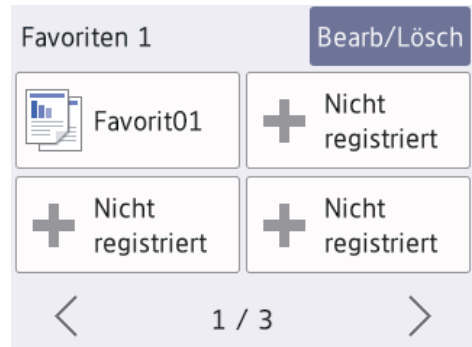 Favoriten 1
Bearb/Lösch
Favorit01
Nicht
registriert
Nicht
registriert
Nicht
registriert
1 / 3